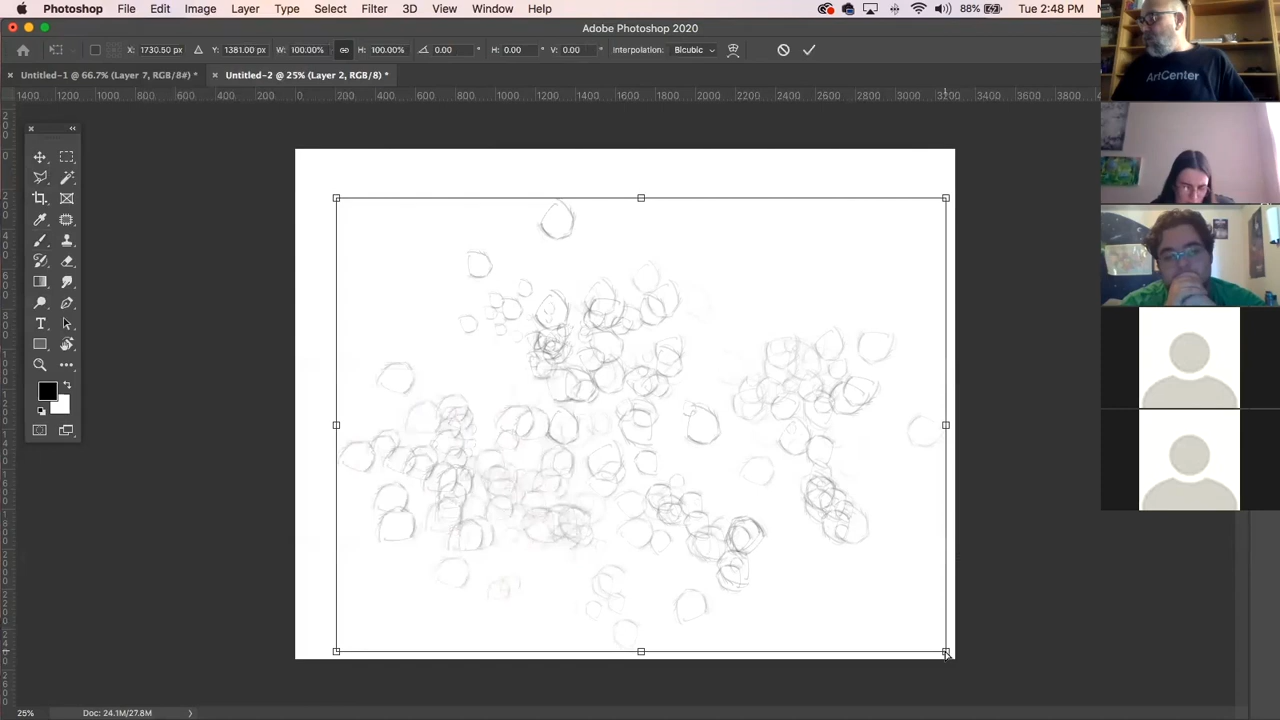 Photoshop File Edit Image Layer Type Select Filter 3D View Window Help 88% Tue 2:48 PM
Adobe Photoshop 2020
X: 1730.50 px Y: 1381.00 px W: 100.00% H: 100.00% 0.00 ° H: 0.00 ° V: 0.00 ° Interpolation: Bicubic
× Untitled-1 @ 66.7% (Layer 7, RGB/8#) * × Untitled-2 @ 25% (Layer 2, RGB/8) *
1400 1200 1000 800 600 400 200 0 200 400 600 800 1000 1200 1400 1600 1800 2000 2200 2400 2600 2800 3000 3200 3400 3600 3800
ArtCenter
T
25% Doc: 24.1M/27.8M